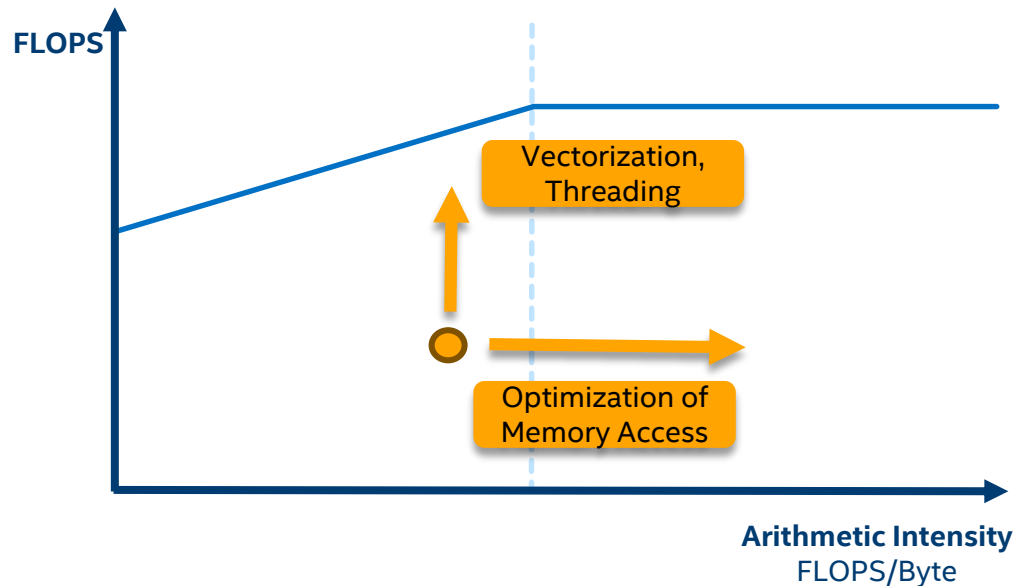 FLOPS
Vectorization,
Threading
Optimization of
Memory Access
Arithmetic Intensity
FLOPS/Byte